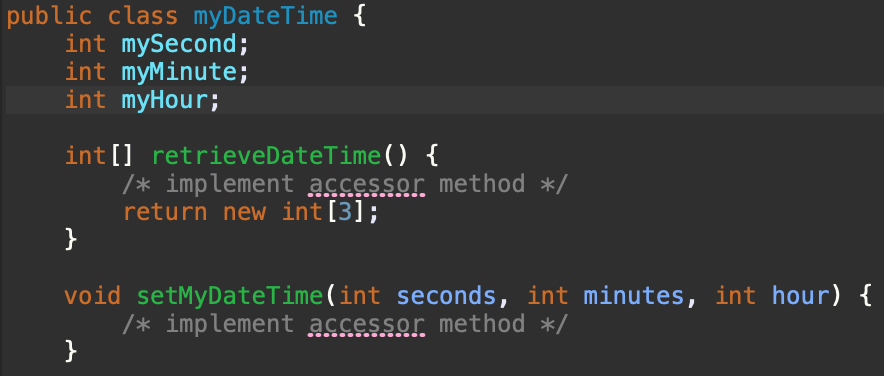 public class myDateTime {
int mySecond;
int myMinute;
int myHour;
int[] retrieveDateTime() {
/* implement accessor method */
return new int[3];
}
void setMyDateTime(int seconds, int minutes, int hour) {
/* implement accessor method */
}